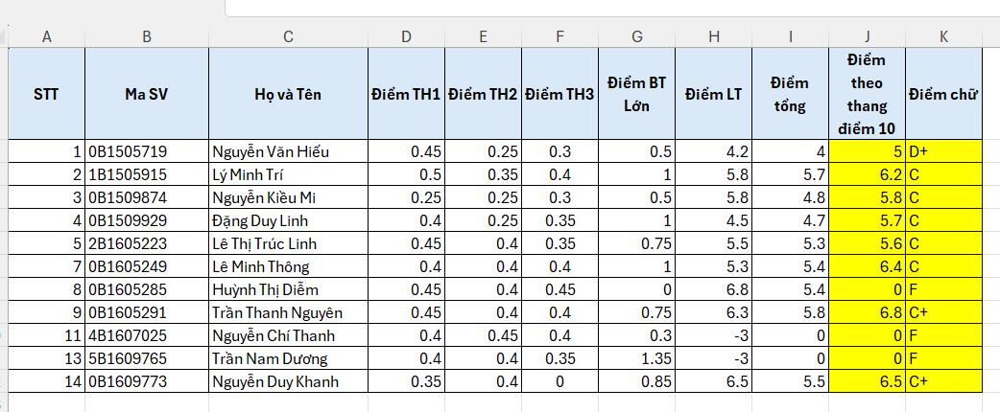 A B C D E F G H I J K
STT Ma SV Họ và Tên Điểm TH1 Điểm TH2 Điểm TH3 Điểm BT Lớn Điểm LT Điểm tổng Điểm theo thang điểm 10 Điểm chữ
1 0B1505719 Nguyễn Văn Hiếu 0.45 0.25 0.3 0.5 4.2 4 5 D+
2 1B1505915 Lý Minh Trí 0.5 0.35 0.4 1 5.8 5.7 6.2 C
3 0B1509874 Nguyễn Kiều Mi 0.25 0.25 0.3 0.5 5.8 4.8 5.8 C
4 0B1509929 Đặng Duy Linh 0.4 0.25 0.35 1 4.5 4.7 5.7 C
5 2B1605223 Lê Thị Trúc Linh 0.45 0.4 0.35 0.75 5.5 5.3 5.6 C
7 0B1605249 Lê Minh Thông 0.4 0.4 0.4 1 5.3 5.4 6.4 C
8 0B1605285 Huỳnh Thị Diễm 0.45 0.4 0.45 0 6.8 5.4 0 F
9 0B1605291 Trần Thanh Nguyên 0.45 0.4 0.4 0.75 6.3 5.8 6.8 C+
11 4B1607025 Nguyễn Chí Thanh 0.4 0.45 0.4 0.3 -3 0 0 F
13 5B1609765 Trần Nam Dương 0.4 0.4 0.35 1.35 -3 0 0 F
14 0B1609773 Nguyễn Duy Khanh 0.35 0.4 0 0.85 6.5 5.5 6.5 C+